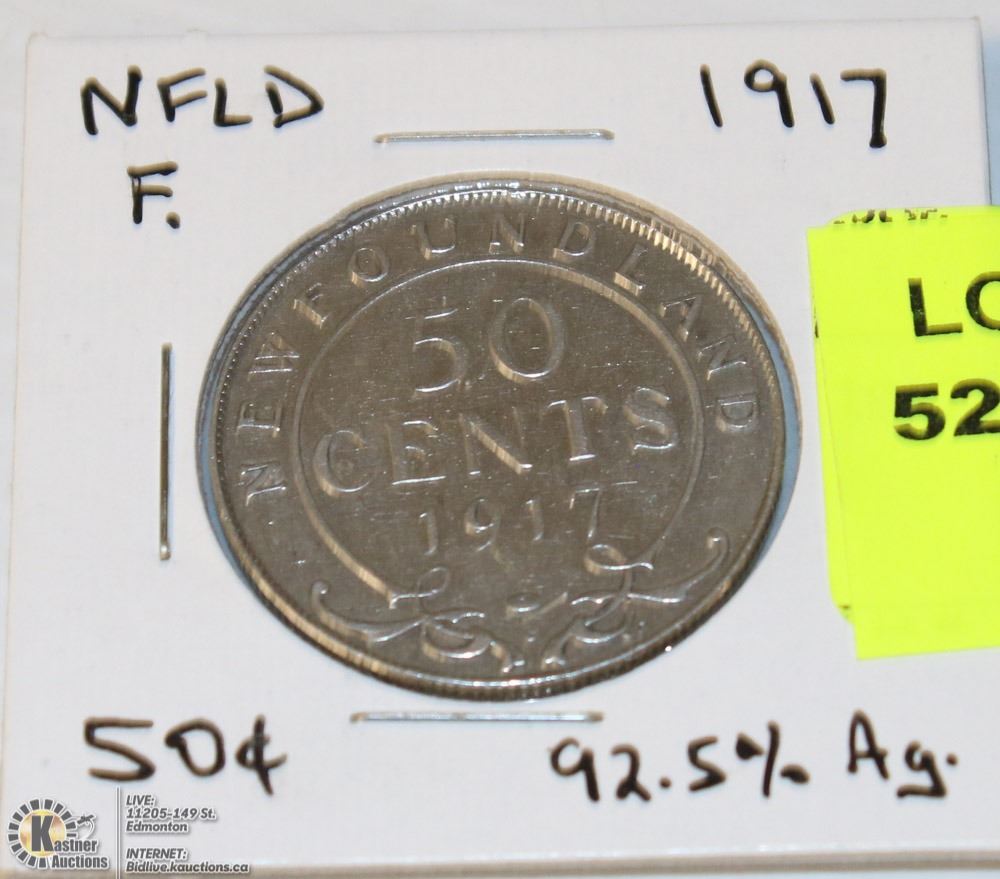 NFLD 1917
F.
LO
52
NEWFOUNDLAND
50
CENTS
1917
50¢ 92.5% Ag.
Kastner
Auctions
LIVE:
11205-149 St.
Edmonton
INTERNET:
Bidlive.kauctions.ca